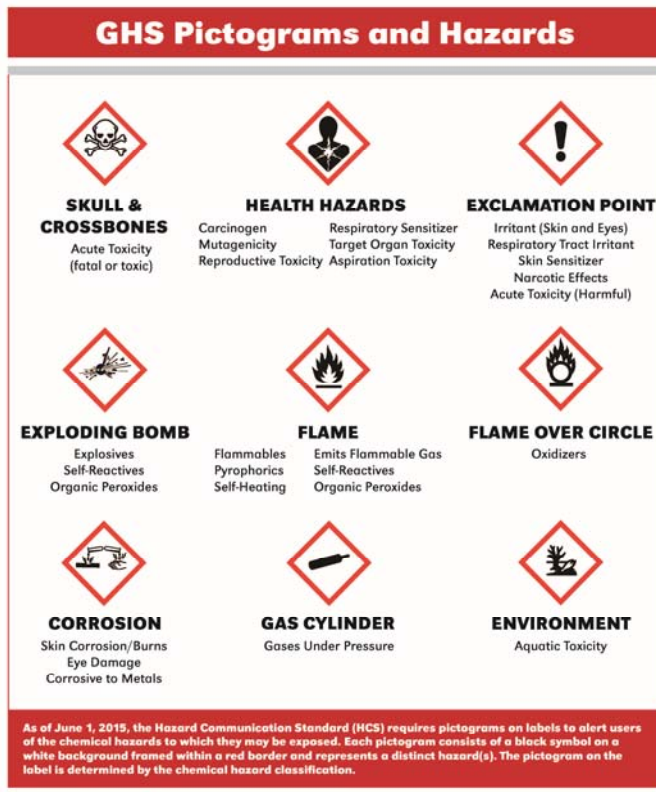 GHS Pictograms and Hazards
SKULL &
CROSSBONES
Acute Toxicity
(fatal or toxic)
HEALTH HAZARDS
Carcinogen
Mutagenicity
Reproductive Toxicity
Respiratory Sensitizer
Target Organ Toxicity
Aspiration Toxicity
EXCLAMATION POINT
Irritant (Skin and Eyes)
Respiratory Tract Irritant
Skin Sensitizer
Narcotic Effects
Acute Toxicity (Harmful)
EXPLODING BOMB
Explosives
Self-Reactives
Organic Peroxides
FLAME
Flammables
Pyrophorics
Self-Heating
Emits Flammable Gas
Self-Reactives
Organic Peroxides
FLAME OVER CIRCLE
Oxidizers
CORROSION
Skin Corrosion/Burns
Eye Damage
Corrosive to Metals
GAS CYLINDER
Gases Under Pressure
ENVIRONMENT
Aquatic Toxicity
As of June 1, 2015, the Hazard Communication Standard (HCS) requires pictograms on labels to alert users
of the chemical hazards to which they may be exposed. Each pictogram consists of a black symbol on a
white background framed within a red border and represents a distinct hazard(s). The pictogram on the
label is determined by the chemical hazard classification.